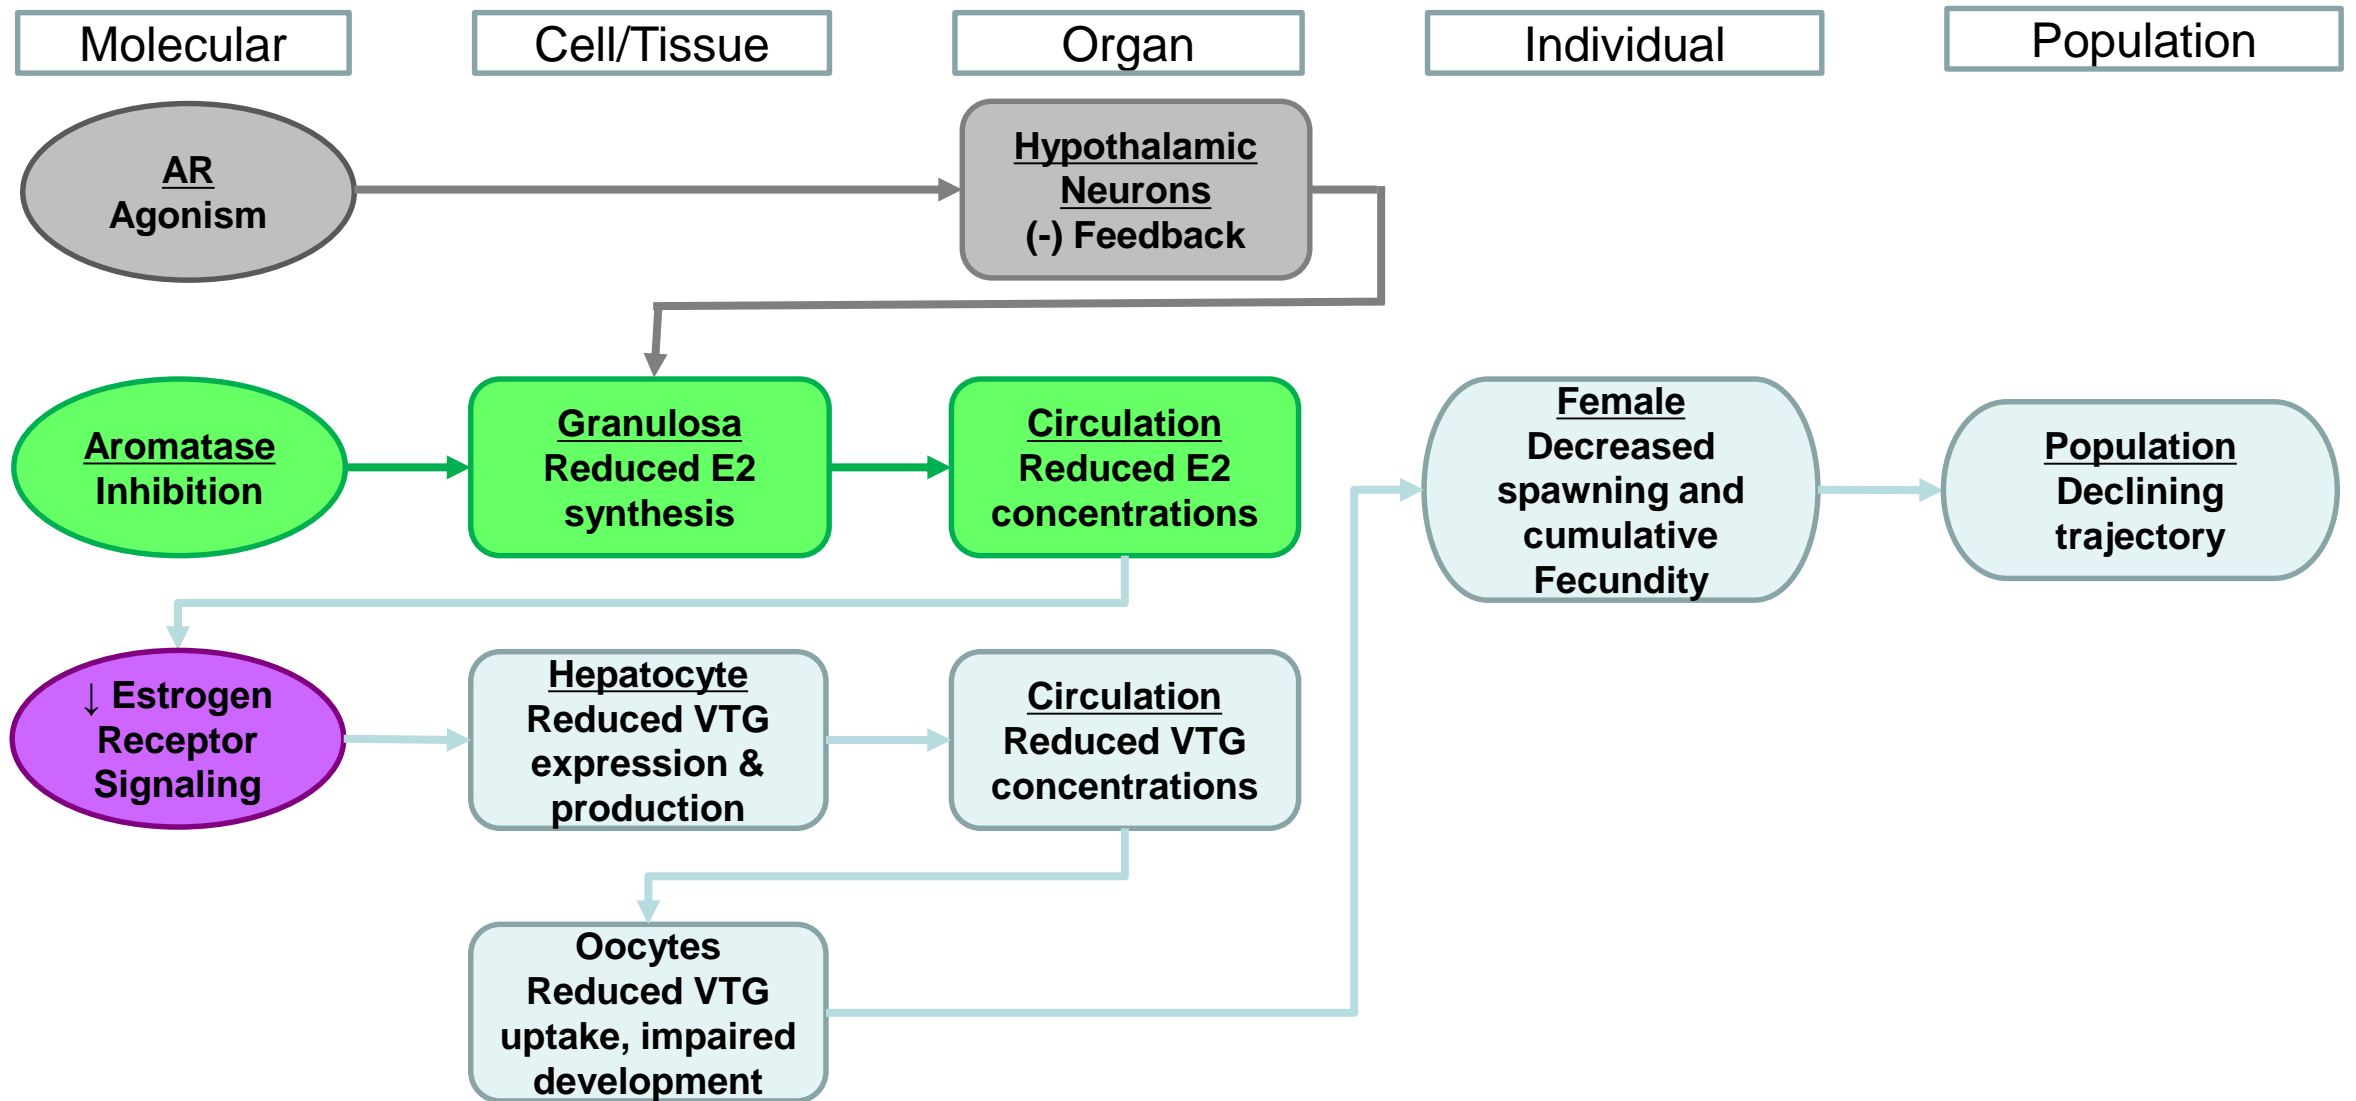 Molecular
Cell/Tissue
Organ
Individual
Population
AR
Agonism
Hypothalamic
Neurons
(-) Feedback
Aromatase
Inhibition
Granulosa
Reduced E2
synthesis
Circulation
Reduced E2
concentrations
Female
Decreased
spawning and
cumulative
Fecundity
Population
Declining
trajectory
↓ Estrogen
Receptor
Signaling
Hepatocyte
Reduced VTG
expression &
production
Circulation
Reduced VTG
concentrations
Oocytes
Reduced VTG
uptake, impaired
development